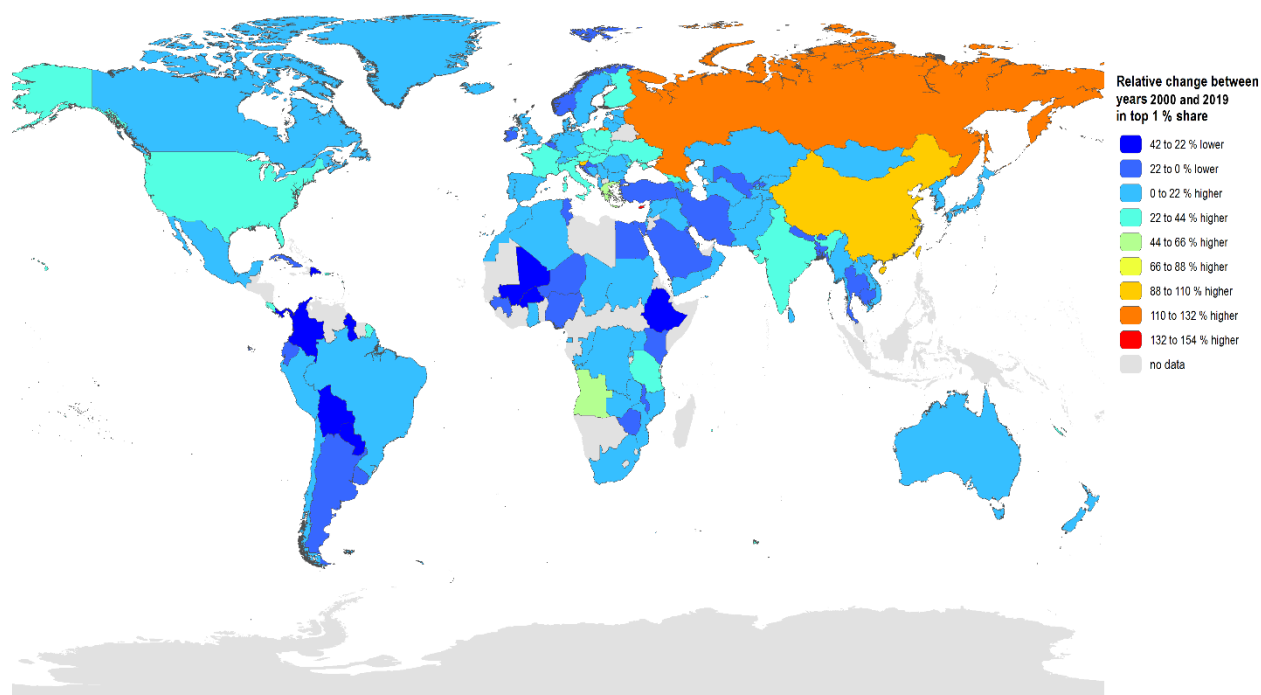 Relative change between
years 2000 and 2019
in top 1 % share
42 to 22 % lower
22 to 0 % lower
0 to 22 % higher
22 to 44 % higher
44 to 66 % higher
66 to 88 % higher
88 to 110 % higher
110 to 132 % higher
132 to 154 % higher
no data